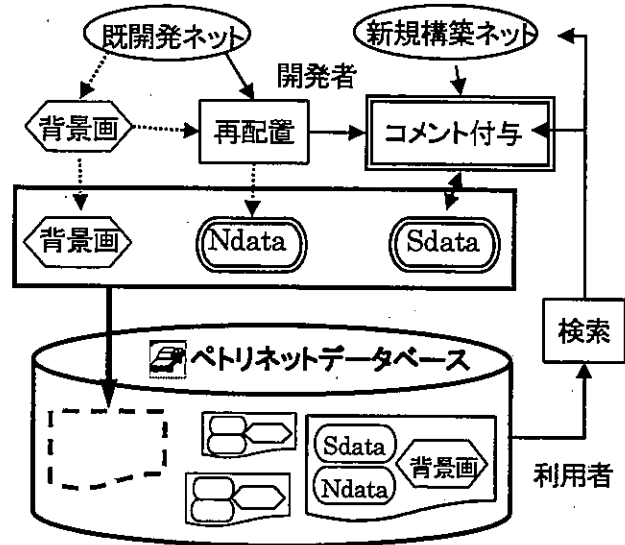 既開発ネット
新規構築ネット
開発者
背景画
再配置
コメント付与
背景画
Ndata
Sdata
検索
ペトリネットデータベース
Sdata
背景画
Ndata
利用者